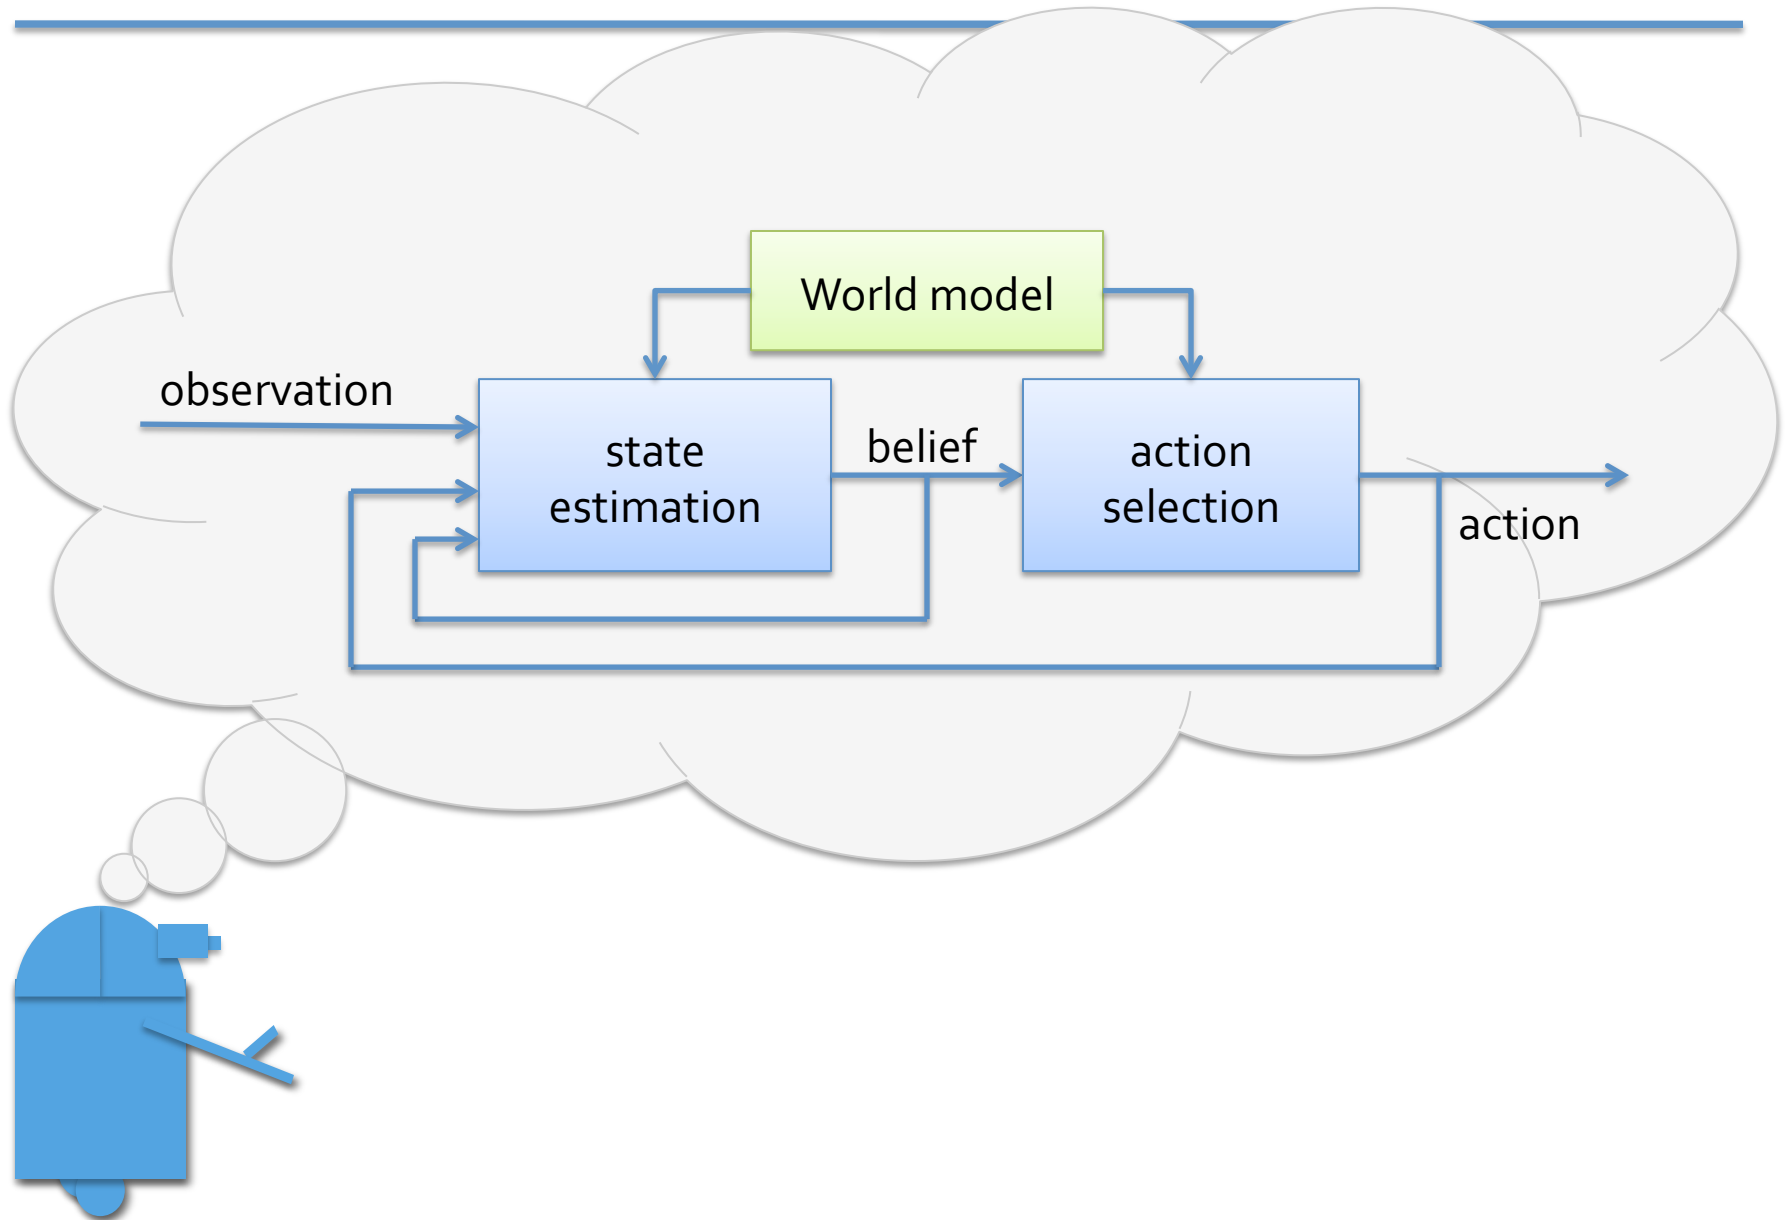 World model
observation
state
estimation
belief
action
selection
action